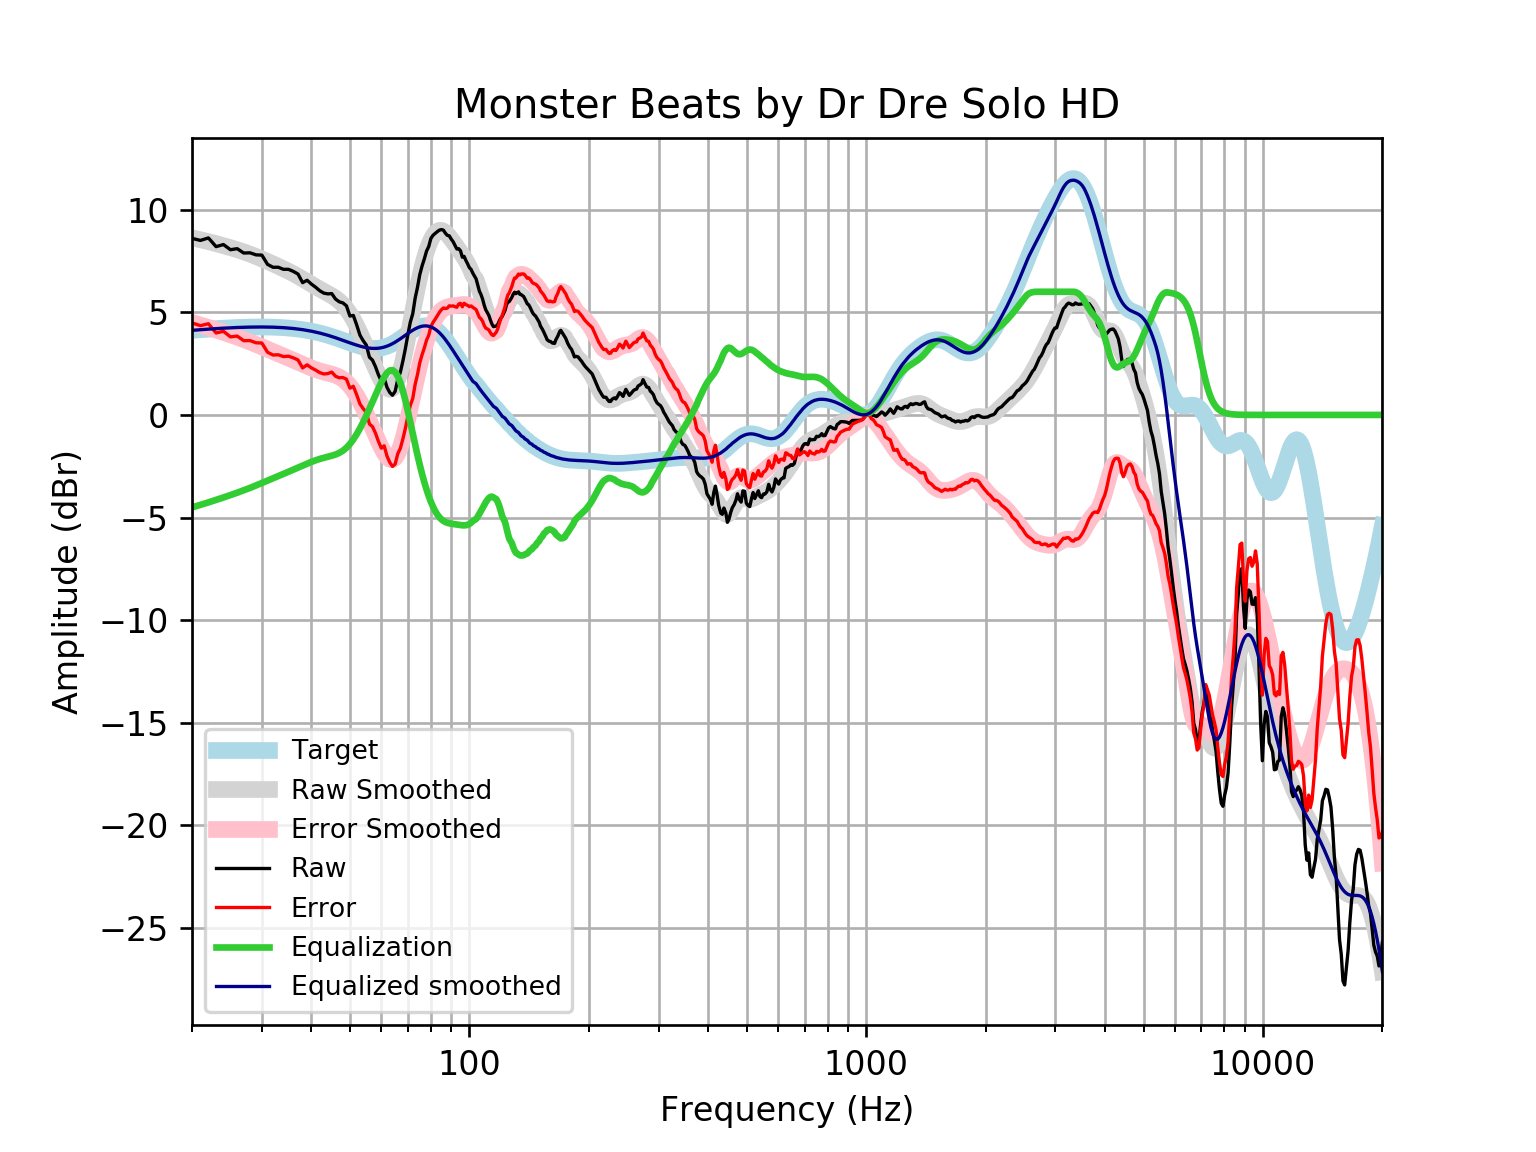 Monster Beats by Dr Dre Solo HD
10
5
0
−5
−10
−15
−20
−25
Amplitude (dBr)
Target
Raw Smoothed
Error Smoothed
Raw
Error
Equalization
Equalized smoothed
100
1000
10000
Frequency (Hz)